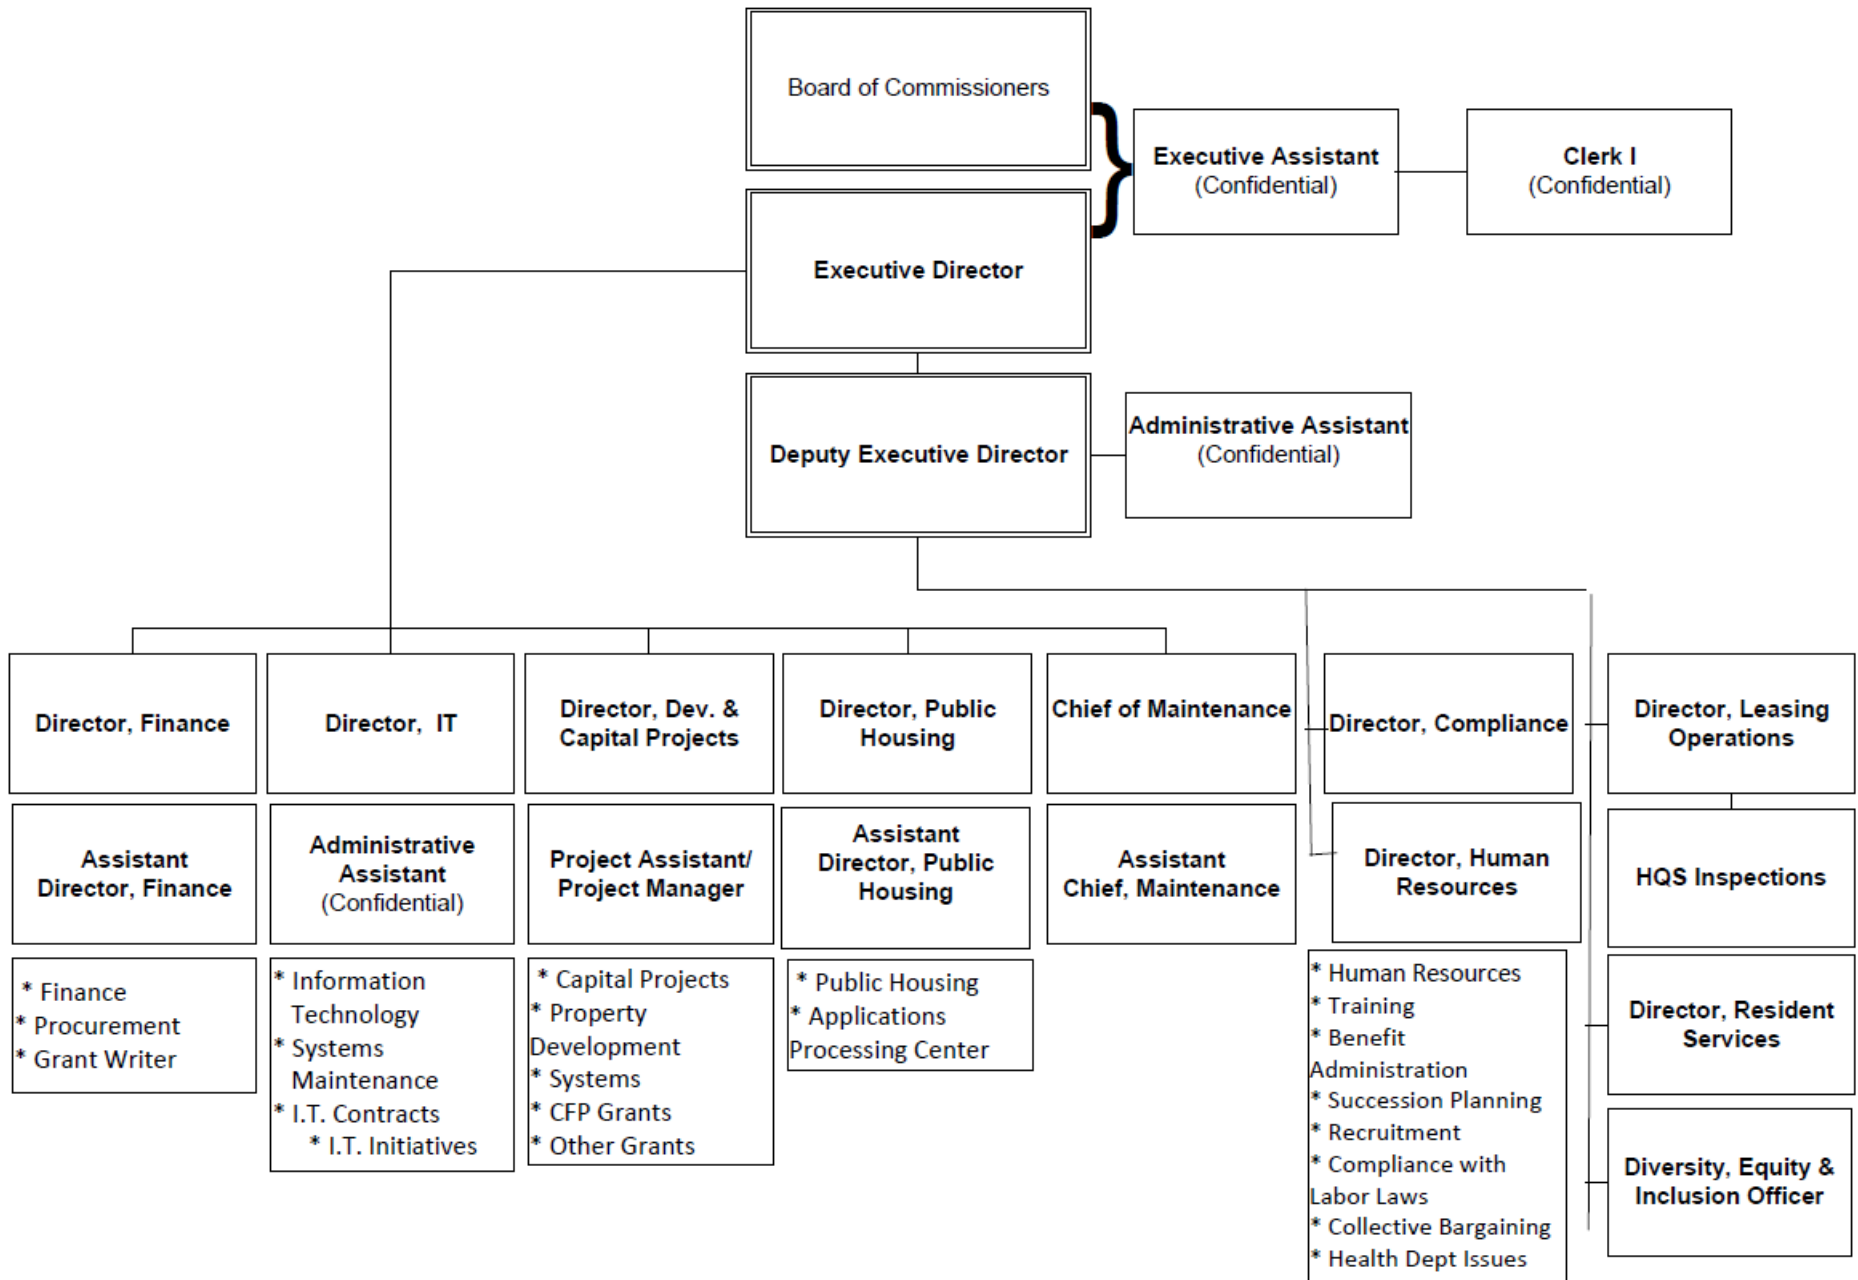 Board of Commissioners
Executive Assistant
(Confidential)
Clerk I
(Confidential)
Executive Director
Deputy Executive Director
Administrative Assistant
(Confidential)
Director, Finance
Director, IT
Director, Dev. &
Capital Projects
Director, Public
Housing
Chief of Maintenance
Director, Compliance
Director, Leasing
Operations
Assistant
Director, Finance
Administrative
Assistant
(Confidential)
Project Assistant/
Project Manager
Assistant
Director, Public
Housing
Assistant
Chief, Maintenance
Director, Human
Resources
HQS Inspections
* Finance
* Procurement
* Grant Writer
* Information
Technology
* Systems
Maintenance
* I.T. Contracts
* I.T. Initiatives
* Capital Projects
* Property
Development
* Systems
* CFP Grants
* Other Grants
* Public Housing
* Applications
Processing Center
* Human Resources
* Training
* Benefit
Administration
* Succession Planning
* Recruitment
* Compliance with
Labor Laws
* Collective Bargaining
* Health Dept Issues
Director, Resident
Services
Diversity, Equity &
Inclusion Officer